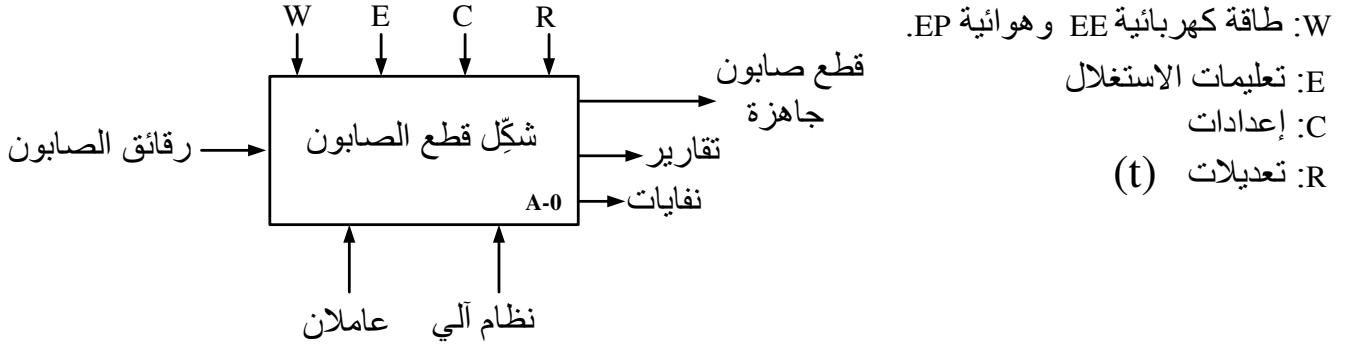 W E C R
W: طاقة كهربائية EE وهوائية EP.
E: تعليمات الاستغلال
C: إعدادات
R: تعديلات (t)
قطع صابون
جاهزة
شكِّل قطع الصابون
رقائق الصابون
تقارير
نفايات
A-0
نظام آلي
عاملان